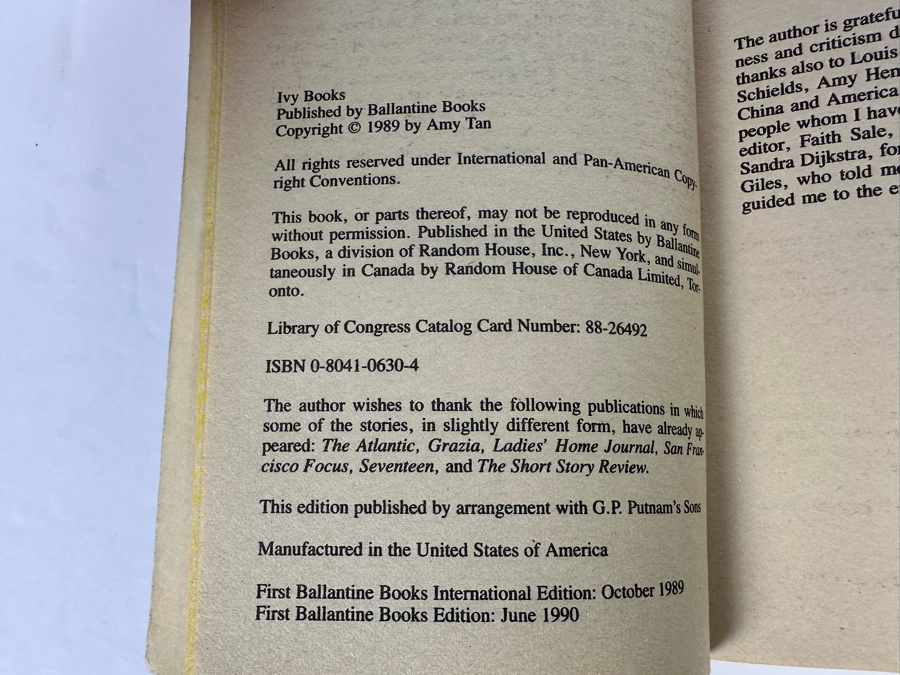 Ivy Books
Published by Ballantine Books
Copyright © 1989 by Amy Tan
All rights reserved under International and Pan-American Copy-
right Conventions.
This book, or parts thereof, may not be reproduced in any form
without permission. Published in the United States by Ballantine
Books, a division of Random House, Inc., New York, and simul-
taneously in Canada by Random House of Canada Limited, Tor-
onto.
Library of Congress Catalog Card Number: 88-26492
ISBN 0-8041-0630-4
The author wishes to thank the following publications in which
some of the stories, in slightly different form, have already ap-
peared: The Atlantic, Grazia, Ladies' Home Journal, San Fran-
cisco Focus, Seventeen, and The Short Story Review.
This edition published by arrangement with G.P. Putnam's Sons
Manufactured in the United States of America
First Ballantine Books International Edition: October 1989
First Ballantine Books Edition: June 1990
The author is
ness and criticism
thanks also to Louis
Schields, Amy
China and America
people whom I
editor, Faith Sale,
Sandra Dijkstra,
Giles, who told
guided me to the